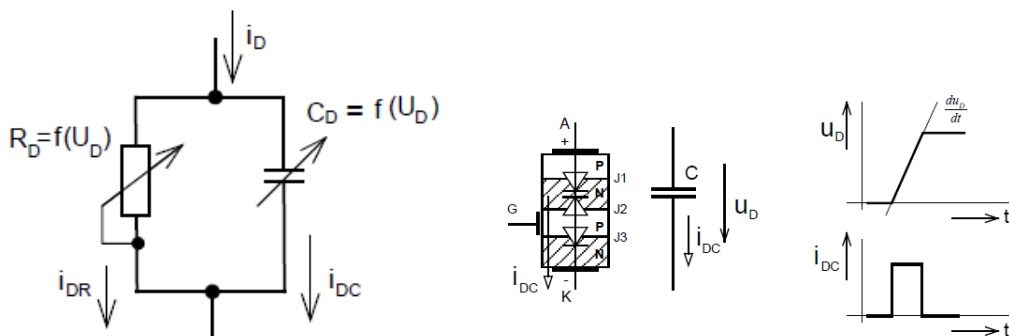 i_D
R_D=f(U_D)
C_D = f(U_D)
i_DR
i_DC
A
+
P
J1
N
J2
G
P
J3
N
-
i_DC
K
C
i_DC
u_D
u_D
du_D
dt
t
i_DC
t